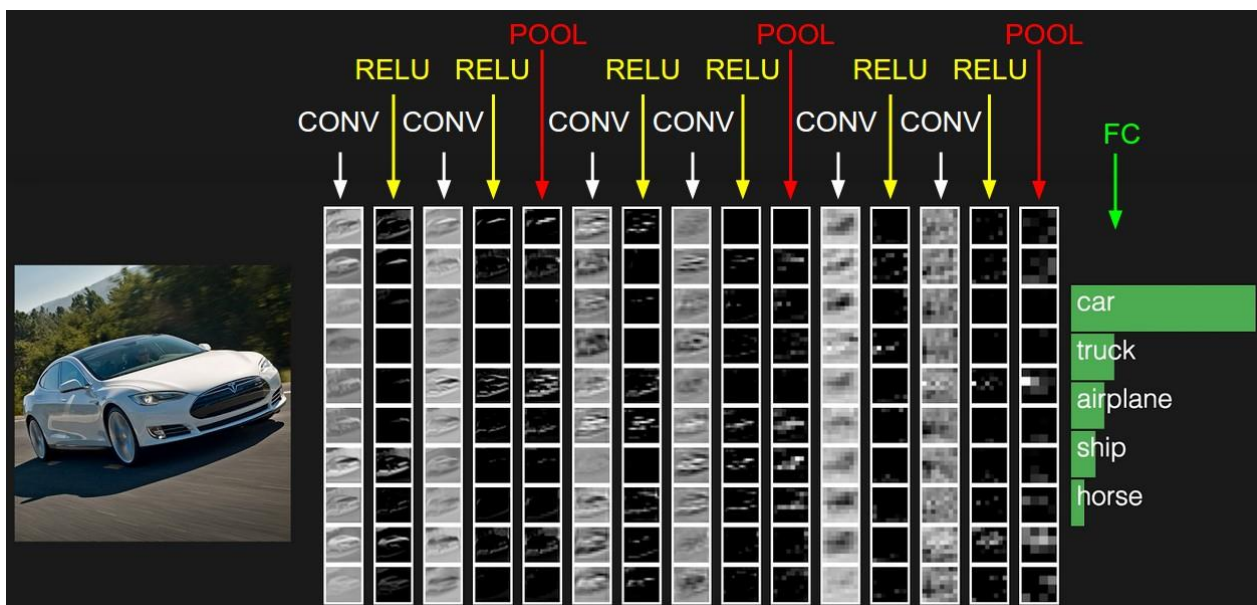 POOL POOL POOL
RELU RELU RELU RELU RELU RELU
CONV CONV CONV CONV CONV CONV
FC
car
truck
airplane
ship
horse